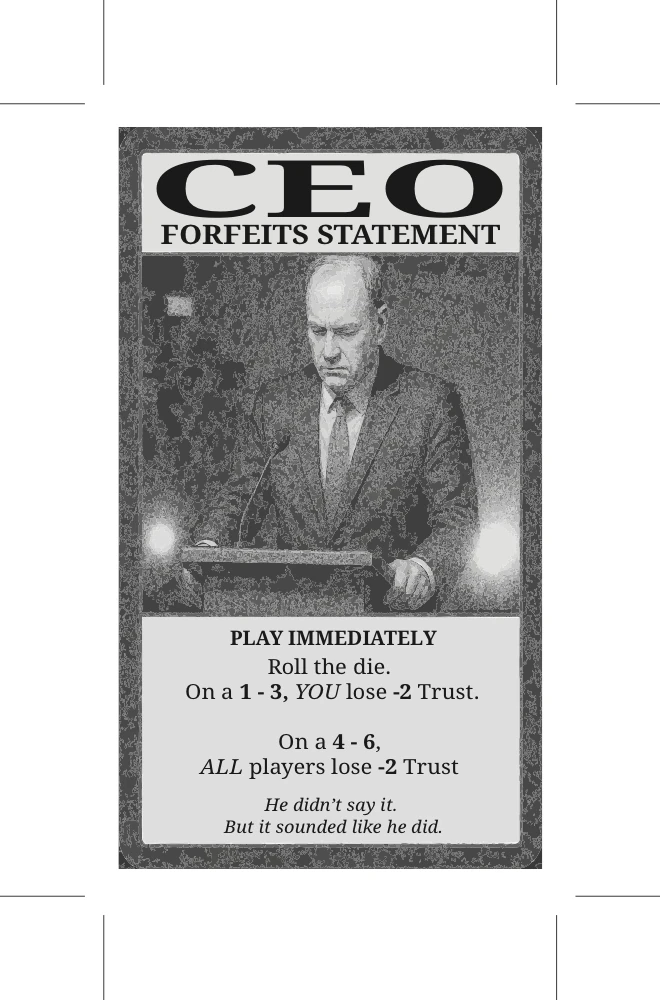 CEO
FORFEITS STATEMENT
PLAY IMMEDIATELY
Roll the die.
On a 1 - 3, YOU lose -2 Trust.
On a 4 - 6,
ALL players lose -2 Trust
He didn’t say it.
But it sounded like he did.